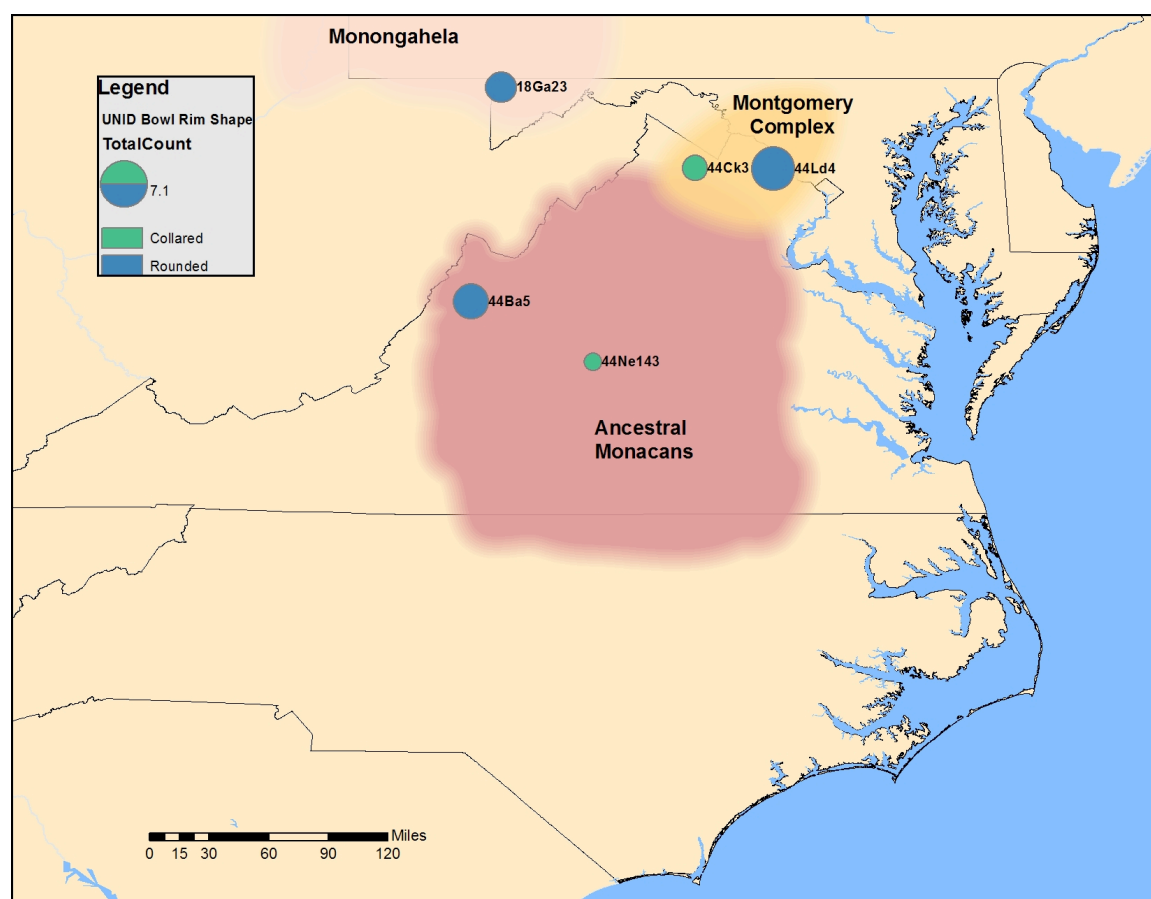 Monongahela
18Ga23
Legend
UNID Bowl Rim Shape
TotalCount
7.1
Collared
Rounded
Montgomery
Complex
44Ck3
44Ld4
44Ba5
44Ne143
Ancestral
Monacans
Miles
0 15 30 60 90 120